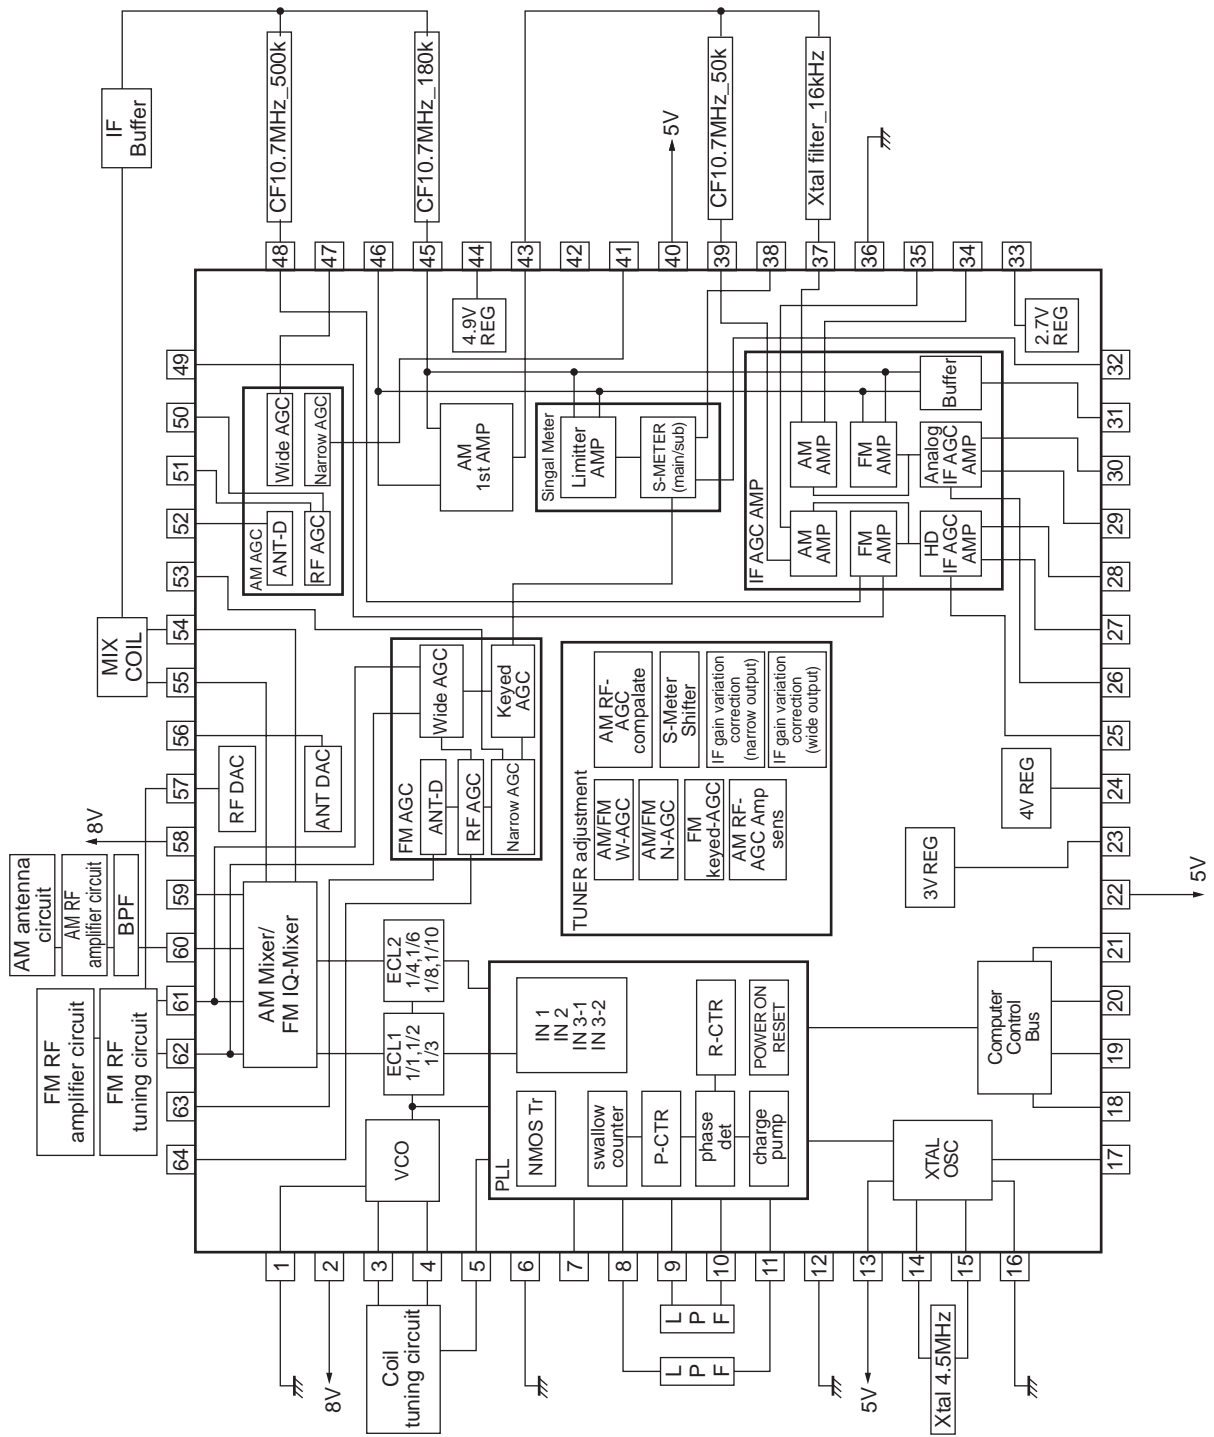 IF
Buffer
CF10.7MHz_500k
CF10.7MHz_180k
CF10.7MHz_50k
Xtal filter_16kHz
5V
48
47
46
45
44
43
42
41
40
39
38
37
36
35
34
33
4.9V
REG
2.7V
REG
49
50
51
52
53
54
55
56
57
58
59
60
61
62
63
64
MIX
COIL
8V
AM antenna
circuit
AM RF
amplifier circuit
BPF
FM RF
amplifier circuit
FM RF
tuning circuit
AM AGC
Wide AGC
Narrow AGC
ANT-D
RF AGC
AM
1st AMP
Singal Meter
Limitter
AMP
S-METER
(main/sub)
IF AGC AMP
Buffer
AM
AMP
FM
AMP
Analog
IF AGC
AMP
AM
AMP
FM
AMP
HD
IF AGC
AMP
RF DAC
ANT DAC
FM AGC
Wide AGC
Keyed
AGC
ANT-D
RF AGC
Narrow AGC
TUNER adjustment
AM RF-
AGC
compalate
S-Meter
Shifter
IF gain variation
correction
(narrow output)
IF gain variation
correction
(wide output)
AM/FM
W-AGC
AM/FM
N-AGC
FM
keyed-AGC
AM RF-
AGC Amp
sens
AM Mixer/
FM IQ-Mixer
ECL2
1/4,1/6
1/8,1/10
ECL1
1/1,1/2
1/3
VCO
PLL
IN 1
IN 2
IN 3-1
IN 3-2
NMOS Tr
R-CTR
POWER ON
RESET
swallow
counter
P-CTR
phase
det
charge
pump
4V REG
3V REG
Computer
Control
Bus
XTAL
OSC
32
31
30
29
28
27
26
25
24
23
22
21
20
19
18
17
5V
1
2
3
4
5
6
7
8
9
10
11
12
13
14
15
16
8V
Coil
tuning circuit
L
P
F
L
P
F
5V
Xtal 4.5MHz